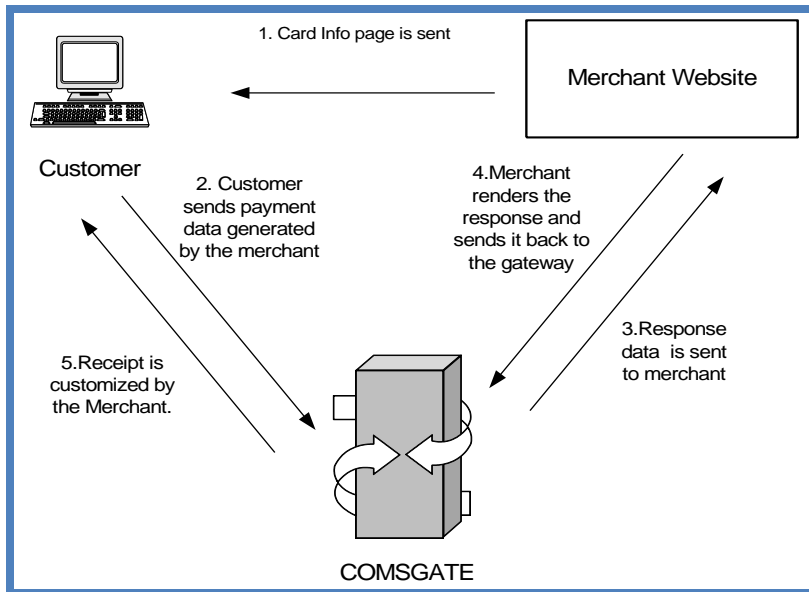 1. Card Info page is sent
Merchant Website
Customer
2. Customer
sends payment
data generated
by the merchant
4.Merchant
renders the
response and
sends it back to
the gateway
3.Response
data is sent
to merchant
5.Receipt is
customized by
the Merchant.
COMSGATE